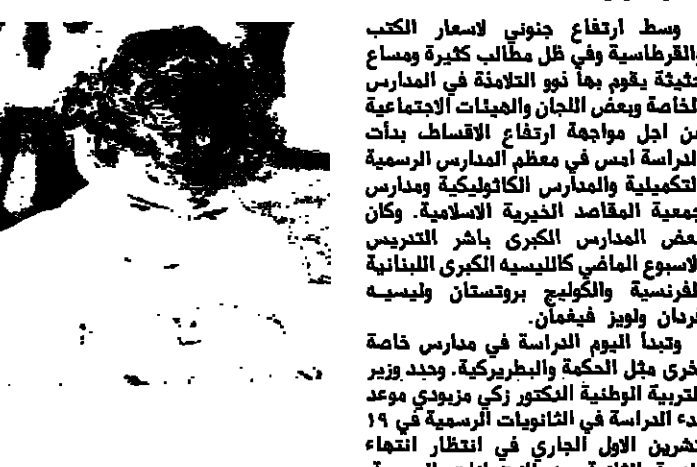 وسط ارتفاع جنوني لاسعار الكتب
والقرطاسية وفي ظل مطالب كثيرة ومساع
حثيثة يقوم بها ذوو التلامذة في المدارس
الخاصة وبعض اللجان والهيئات الاجتماعية
من اجل مواجهة ارتفاع الاقساط، بدأت
الدراسة امس في معظم المدارس الرسمية
التكميلية والمدارس الكاثوليكية ومدارس
جمعية المقاصد الخيرية الاسلامية. وكان
بعض المدارس الكبرى باشر التدريس
الاسبوع الماضي كالليسيه الكبرى اللبنانية
الفرنسية والكوليج بروتستان وليسيه
فردان ولويز فيغمان.
وتبدأ اليوم الدراسة في مدارس خاصة
اخرى مثل الحكمة والبطريركية. وحدد وزير
التربية الوطنية الدكتور زكي مزبودي موعد
بدء الدراسة في الثانويات الرسمية في ١٩
تشرين الاول الجاري في انتظار انتهاء